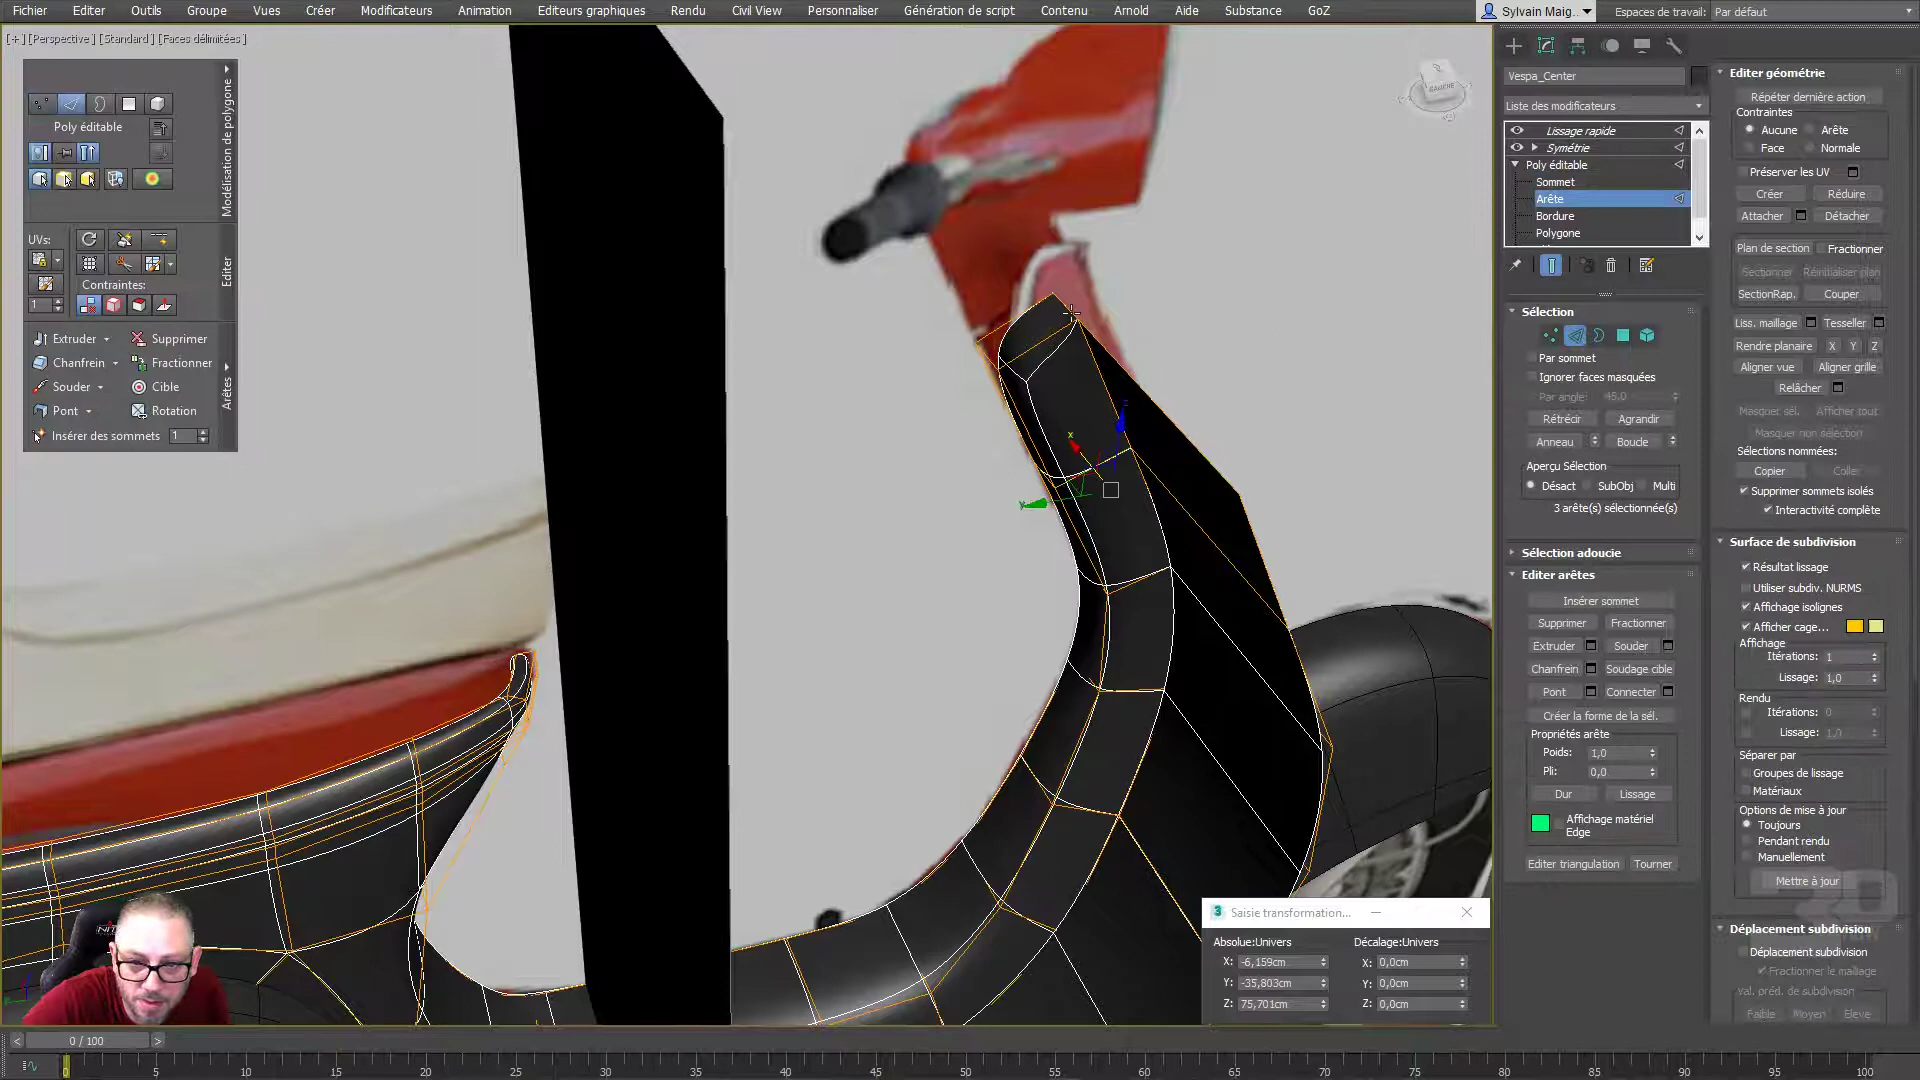 Fichier Editer Outils Groupe Vues Créer Modificateurs Animation Editeurs graphiques Rendu Civil View Personnaliser Génération de script Contenu Arnold Aide Substance GoZ
Sylvain Maig... Espaces de travail: Par défaut
[+] [Perspective] [Standard] [Faces délimitées]
Poly éditable
Modélisation de polygone
UVs:
Editer
Contraintes:
1
Extruder Supprimer
Chanfrein Fractionner
Souder Cible
Pont Rotation
Insérer des sommets 1
Arêtes
GAUCHE
x
y
z
Vespa_Center
Liste des modificateurs
Lissage rapide
Symétrie
Poly éditable
Sommet
Arête
Bordure
Polygone
Sélection
Par sommet
Ignorer faces masquées
Par angle: 45,0
Rétrécir Agrandir
Anneau Boucle
Aperçu Sélection
Désact SubObj Multi
3 arête(s) sélectionnée(s)
Sélection adoucie
Editer arêtes
Insérer sommet
Supprimer Fractionner
Extruder Souder
Chanfrein Soudage cible
Pont Connecter
Créer la forme de la sél.
Propriétés arête
Poids: 1,0
Pli: 0,0
Dur Lissage
Affichage matériel
Edge
Editer triangulation Tourner
Editer géométrie
Répéter dernière action
Contraintes
Aucune Arête
Face Normale
Préserver les UV
Créer Réduire
Attacher Détacher
Plan de section Fractionner
Sectionner Réinitialiser plan
SectionRap. Couper
Liss. maillage Tesseller
Rendre planaire X Y Z
Aligner vue Aligner grille
Relâcher
Masquer sél. Afficher tout
Masquer non sélection
Sélections nommées:
Copier Coller
Supprimer sommets isolés
Interactivité complète
Surface de subdivision
Résultat lissage
Utiliser subdiv. NURMS
Affichage isolignes
Afficher cage...
Affichage
Itérations: 1
Lissage: 1,0
Rendu
Itérations: 0
Lissage: 1,0
Séparer par
Groupes de lissage
Matériaux
Options de mise à jour
Toujours
Pendant rendu
Manuellement
Mettre à jour
Déplacement subdivision
Déplacement subdivision
Fractionner le maillage
Val. préd. de subdivision
Faible Moyen Eleve
3 Saisie transformation...
Absolue:Univers Décalage:Univers
X: -6,159cm X: 0,0cm
Y: -35,803cm Y: 0,0cm
Z: 75,701cm Z: 0,0cm
< 0 / 100 >
0 5 10 15 20 25 30 35 40 45 50 55 60 65 70 75 80 85 90 95 100